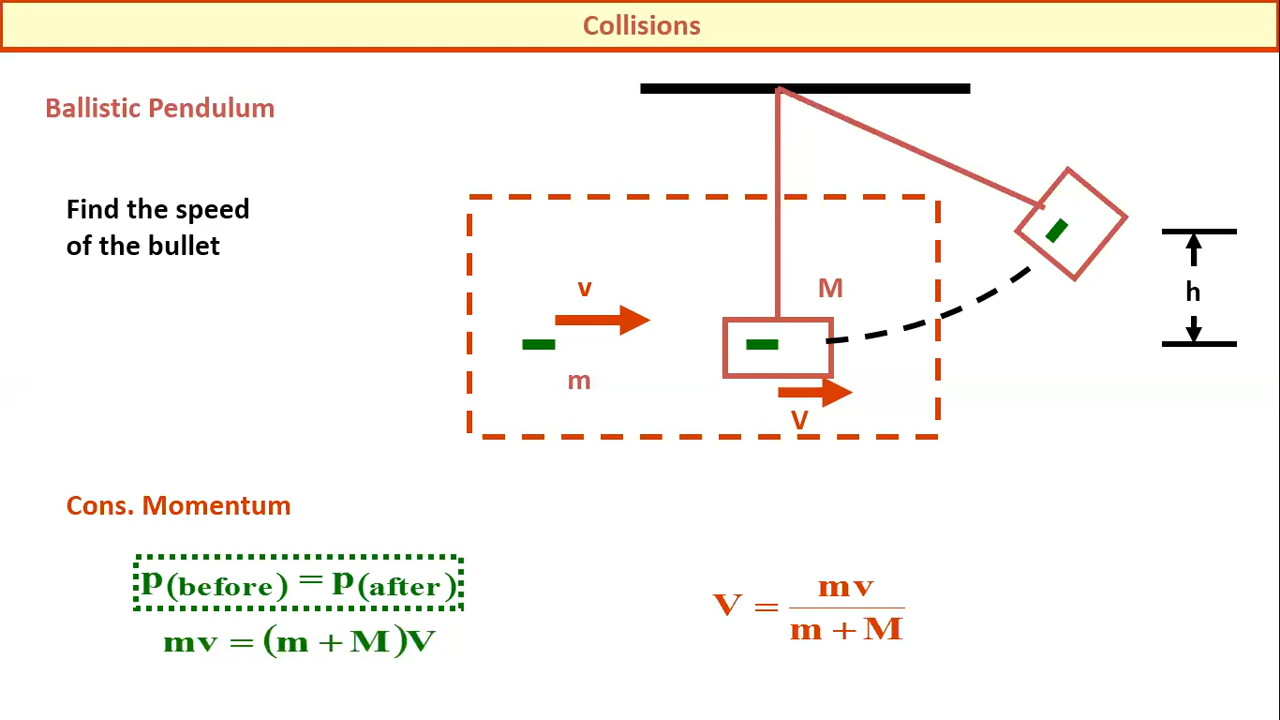 Collisions
Ballistic Pendulum
Find the speed
of the bullet
v
m
M
V
h
Cons. Momentum
p(before) = p(after)
mv = (m + M)V
V = mv / m + M